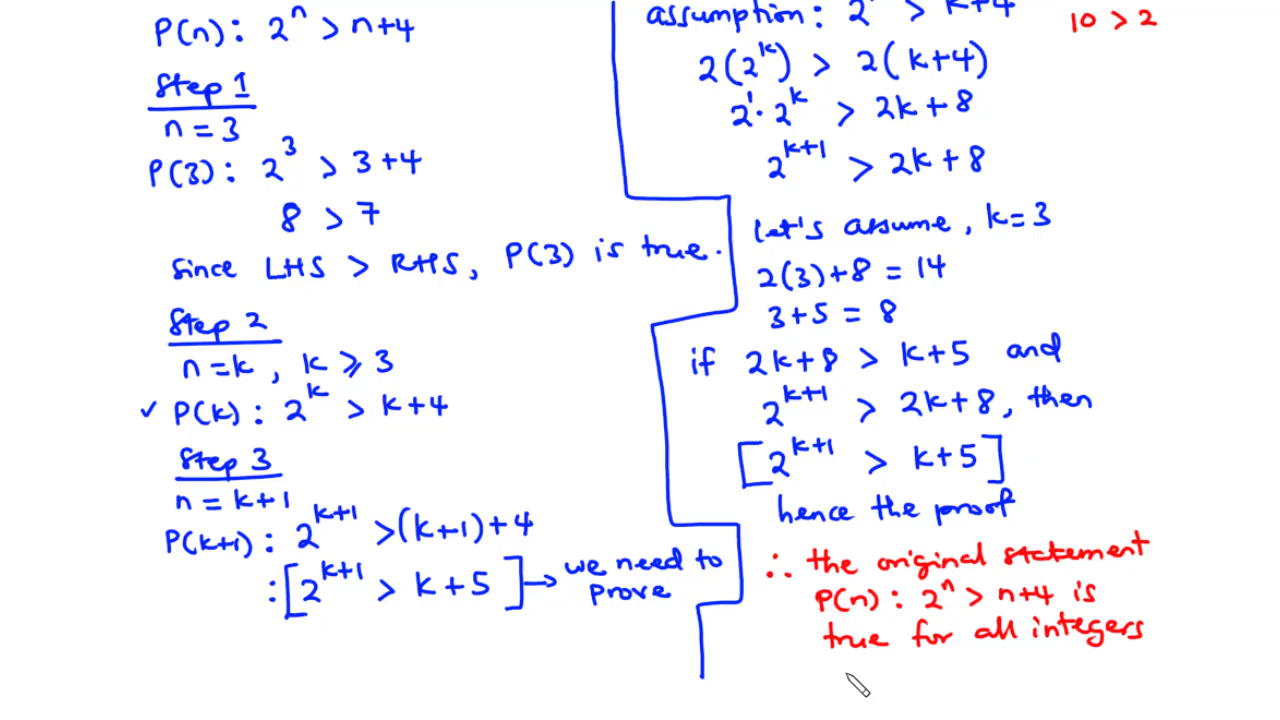 P(n): 2ⁿ > n+4
Step 1
n = 3
P(3): 2³ > 3+4
8 > 7
Since LHS > RHS, P(3) is true.
Step 2
n = k, k ⩾ 3
✓ P(k): 2ᵏ > k+4
Step 3
n = k+1
P(k+1): 2ᵏ⁺¹ > (k+1)+4
: [2ᵏ⁺¹ > k+5] → we need to
prove
assumption: 2ᵏ > k+4
2(2ᵏ) > 2(k+4)
2¹·2ᵏ > 2k+8
2ᵏ⁺¹ > 2k+8
let's assume, k=3
2(3)+8 = 14
3+5 = 8
if 2k+8 > k+5 and
2ᵏ⁺¹ > 2k+8, then
[2ᵏ⁺¹ > k+5]
hence the proof
10 > 2
∴ the original statement
P(n): 2ⁿ > n+4 is
true for all integers